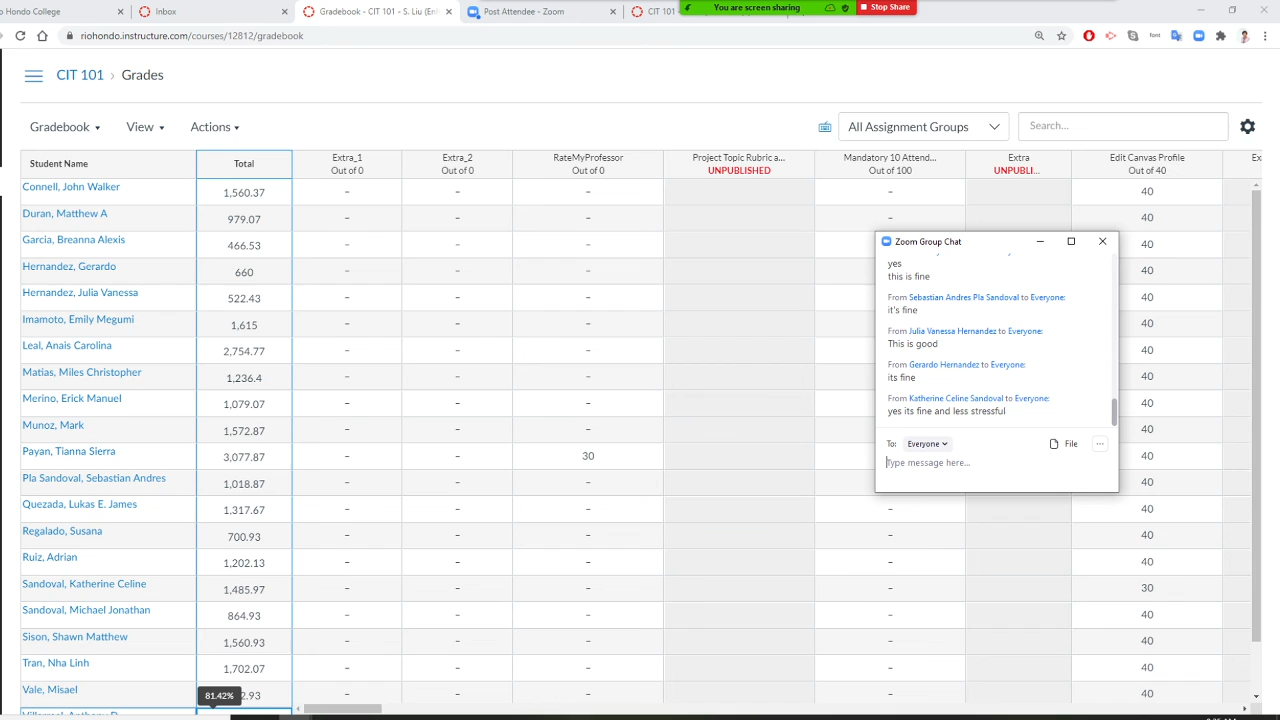 o Hondo College
Inbox
Gradebook - CIT 101 - S. Liu (Enh
Post Attendee - Zoom
CIT 101
You are screen sharing
Stop Share
riohondo.instructure.com/courses/12812/gradebook
CIT 101 › Grades
Gradebook
View
Actions
All Assignment Groups
Search...
Student Name
Total
Extra_1
Out of 0
Extra_2
Out of 0
RateMyProfessor
Out of 0
Project Topic Rubric a...
UNPUBLISHED
Mandatory 10 Attend...
Out of 100
Extra
UNPUBLI...
Edit Canvas Profile
Out of 40
Connell, John Walker 1,560.37 – – – – 40
Duran, Matthew A 979.07 – – – – 40
Garcia, Breanna Alexis 466.53 – – – 40
Hernandez, Gerardo 660 – – – 40
Hernandez, Julia Vanessa 522.43 – – – 40
Imamoto, Emily Megumi 1,615 – – – 40
Leal, Anais Carolina 2,754.77 – – – 40
Matias, Miles Christopher 1,236.4 – – – 40
Merino, Erick Manuel 1,079.07 – – – 40
Munoz, Mark 1,572.87 – – – 40
Payan, Tianna Sierra 3,077.87 – – 30 40
Pla Sandoval, Sebastian Andres 1,018.87 – – – 40
Quezada, Lukas E. James 1,317.67 – – – – 40
Regalado, Susana 700.93 – – – – 40
Ruiz, Adrian 1,202.13 – – – – 40
Sandoval, Katherine Celine 1,485.97 – – – – 30
Sandoval, Michael Jonathan 864.93 – – – – 40
Sison, Shawn Matthew 1,560.93 – – – – 40
Tran, Nha Linh 1,702.07 – – – – 40
Vale, Misael 2.93 – – – – 40
81.42%
Zoom Group Chat
yes
this is fine
From Sebastian Andres Pla Sandoval to Everyone:
it's fine
From Julia Vanessa Hernandez to Everyone:
This is good
From Gerardo Hernandez to Everyone:
its fine
From Katherine Celine Sandoval to Everyone:
yes its fine and less stressful
To: Everyone
File
Type message here...